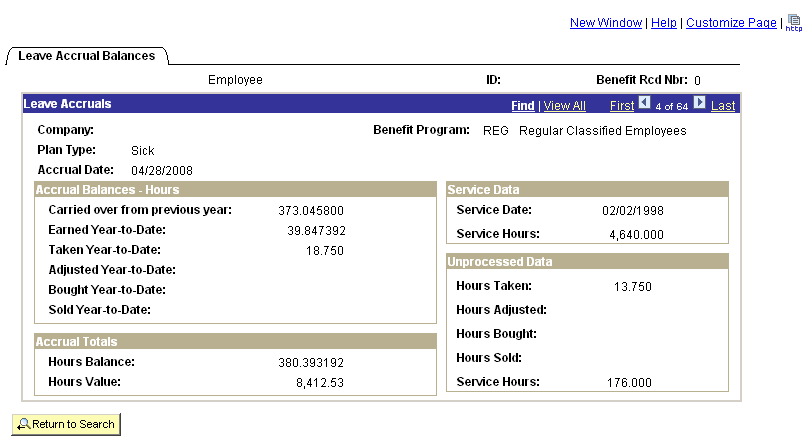 New Window | Help | Customize Page | http
Leave Accrual Balances
Employee ID: Benefit Rcd Nbr: 0
Leave Accruals Find | View All First 4 of 64 Last
Company: Benefit Program: REG Regular Classified Employees
Plan Type: Sick
Accrual Date: 04/28/2008
Accrual Balances - Hours
Carried over from previous year: 373.045800
Earned Year-to-Date: 39.847392
Taken Year-to-Date: 18.750
Adjusted Year-to-Date:
Bought Year-to-Date:
Sold Year-to-Date:
Accrual Totals
Hours Balance: 380.393192
Hours Value: 8,412.53
Service Data
Service Date: 02/02/1998
Service Hours: 4,640.000
Unprocessed Data
Hours Taken: 13.750
Hours Adjusted:
Hours Bought:
Hours Sold:
Service Hours: 176.000
Return to Search